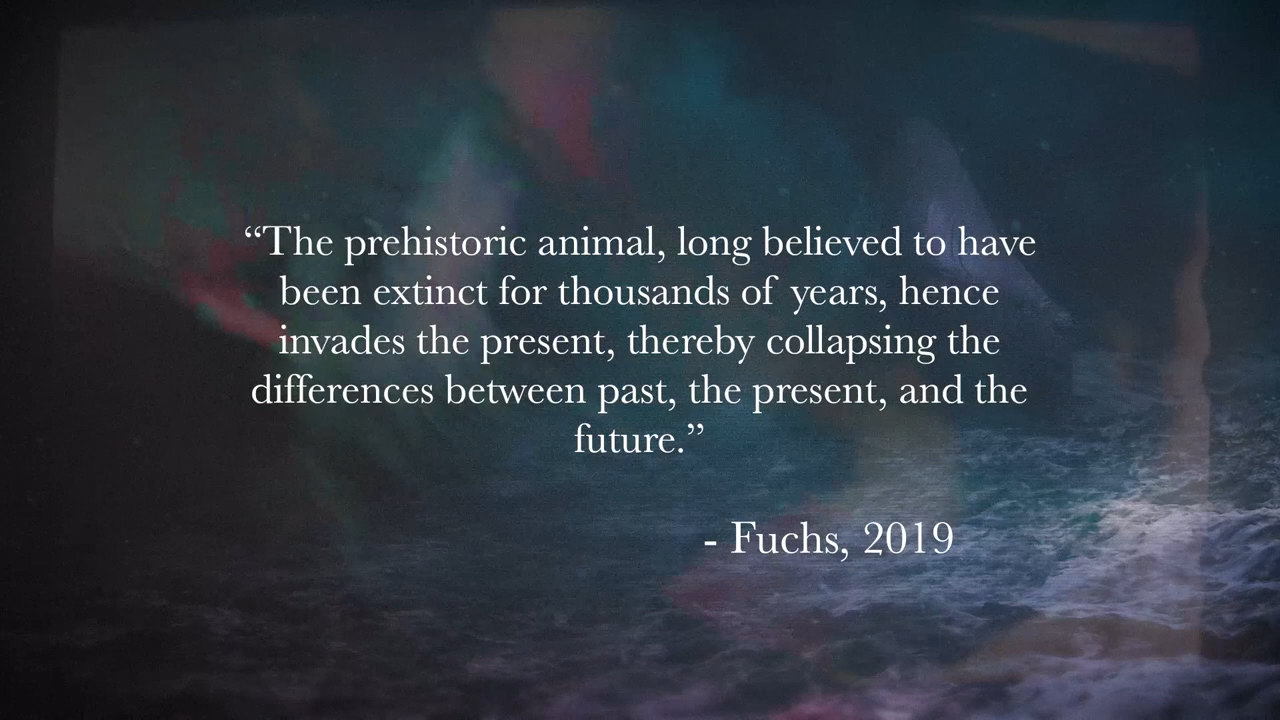 “The prehistoric animal, long believed to have
been extinct for thousands of years, hence
invades the present, thereby collapsing the
differences between past, the present, and the
future.”
- Fuchs, 2019